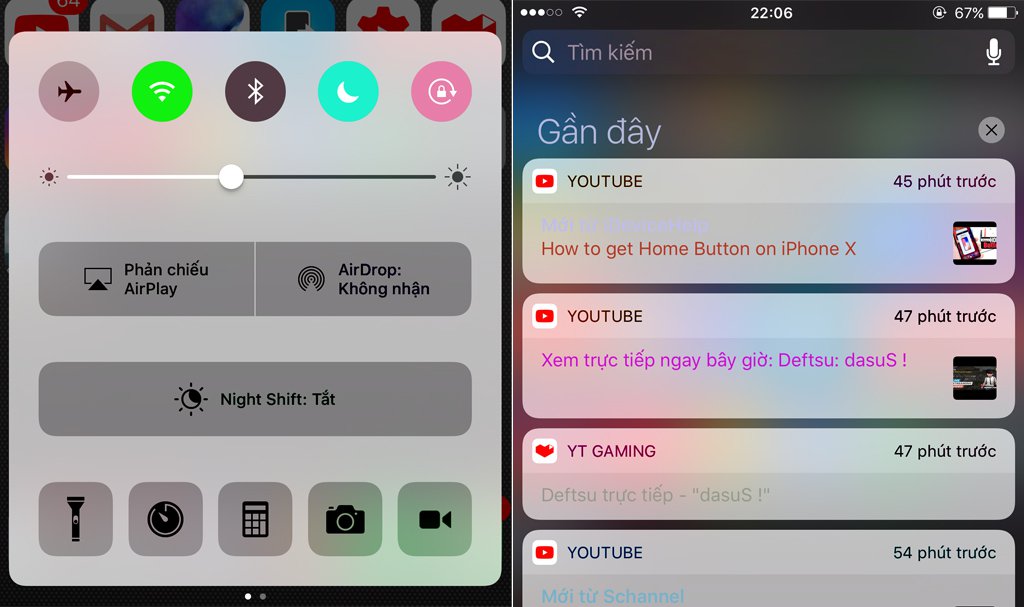 64
Phản chiếu
AirPlay
AirDrop:
Không nhận
Night Shift: Tắt
22:06
67%
Tìm kiếm
Gần đây
YOUTUBE
45 phút trước
Mới từ
How to get Home Button on iPhone X
YOUTUBE
47 phút trước
Xem trực tiếp ngay bây giờ: Deftsu: dasuS !
YT GAMING
47 phút trước
Deftsu trực tiếp - "dasuS !"
YOUTUBE
54 phút trước
Mới từ Schannel